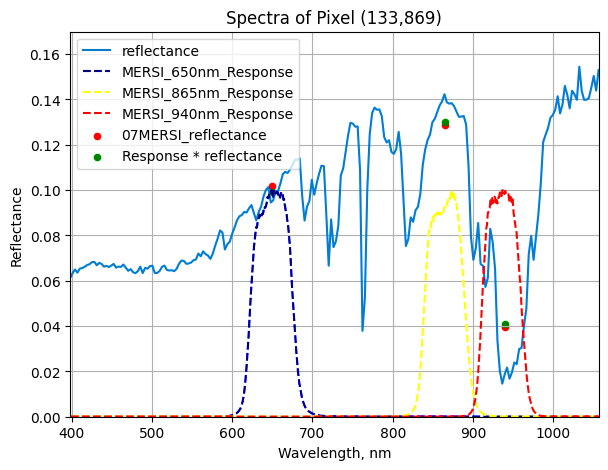 Spectra of Pixel (133,869)
reflectance
MERSI_650nm_Response
MERSI_865nm_Response
MERSI_940nm_Response
07MERSI_reflectance
Response * reflectance
Reflectance
0.16
0.14
0.12
0.10
0.08
0.06
0.04
0.02
0.00
400 500 600 700 800 900 1000
Wavelength, nm